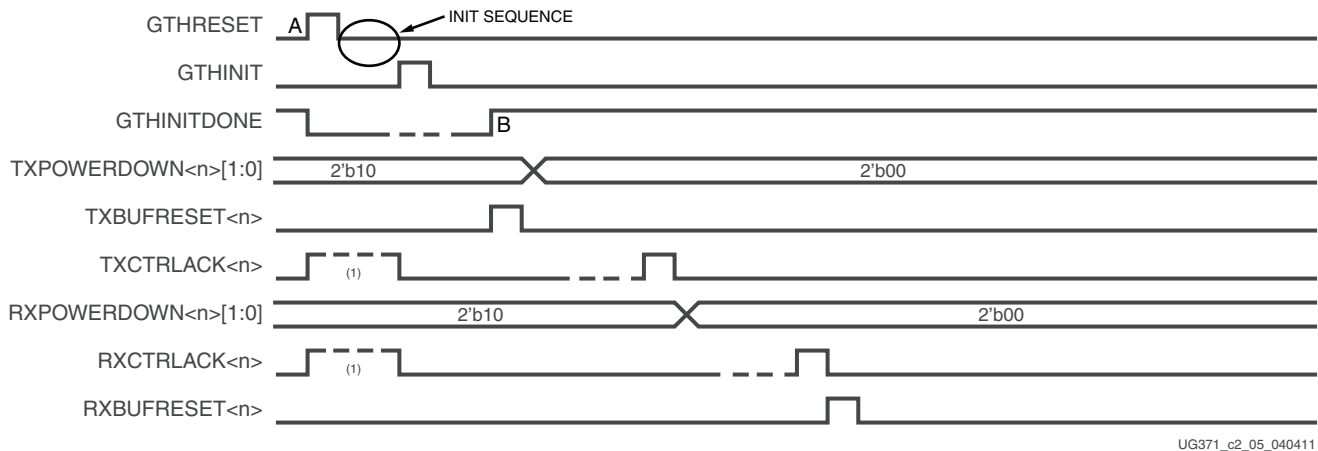 INIT SEQUENCE
GTHRESET A
GTHINIT
GTHINITDONE B
TXPOWERDOWN<n>[1:0] 2'b10 2'b00
TXBUFRESET<n>
TXCTRLACK<n> (1)
RXPOWERDOWN<n>[1:0] 2'b10 2'b00
RXCTRLACK<n> (1)
RXBUFRESET<n>
UG371_c2_05_040411